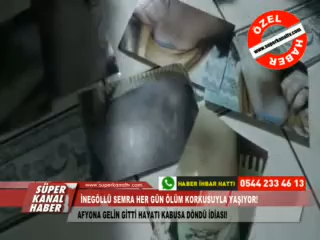 ÖZEL
www.superkanaltv.com
HABER
www.superkanaltv.com
HABER İHBAR HATTI
0544 233 46 13
SÜPER
KANAL
HABER
İNEGÖLLÜ SEMRA HER GÜN ÖLÜM KORKUSUYLA YAŞIYOR!
AFYONA GELİN GİTTİ HAYATI KABUSA DÖNDÜ İDİASI!